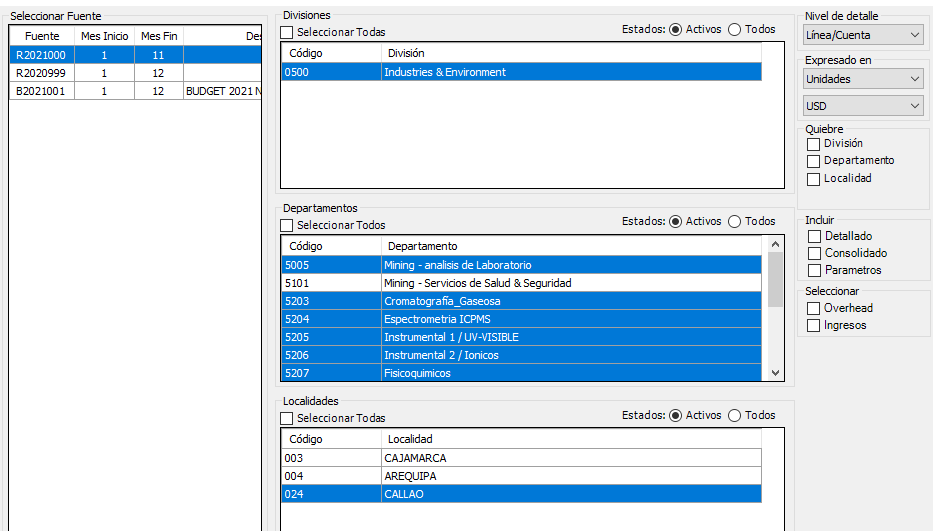 Seleccionar Fuente
Fuente Mes Inicio Mes Fin Des
R2021000 1 11
R2020999 1 12
B2021001 1 12 BUDGET 2021 N
Divisiones
Seleccionar Todas Estados: Activos Todos
Código División
0500 Industries & Environment
Departamentos
Seleccionar Todos Estados: Activos Todos
Código Departamento
5005 Mining - analisis de Laboratorio
5101 Mining - Servicios de Salud & Seguridad
5203 Cromatografía_Gaseosa
5204 Espectrometria ICPMS
5205 Instrumental 1 / UV-VISIBLE
5206 Instrumental 2 / Ionicos
5207 Fisicoquimicos
Localidades
Seleccionar Todas Estados: Activos Todos
Código Localidad
003 CAJAMARCA
004 AREQUIPA
024 CALLAO
Nivel de detalle
Línea/Cuenta
Expresado en
Unidades
USD
Quiebre
División
Departamento
Localidad
Incluir
Detallado
Consolidado
Parametros
Seleccionar
Overhead
Ingresos